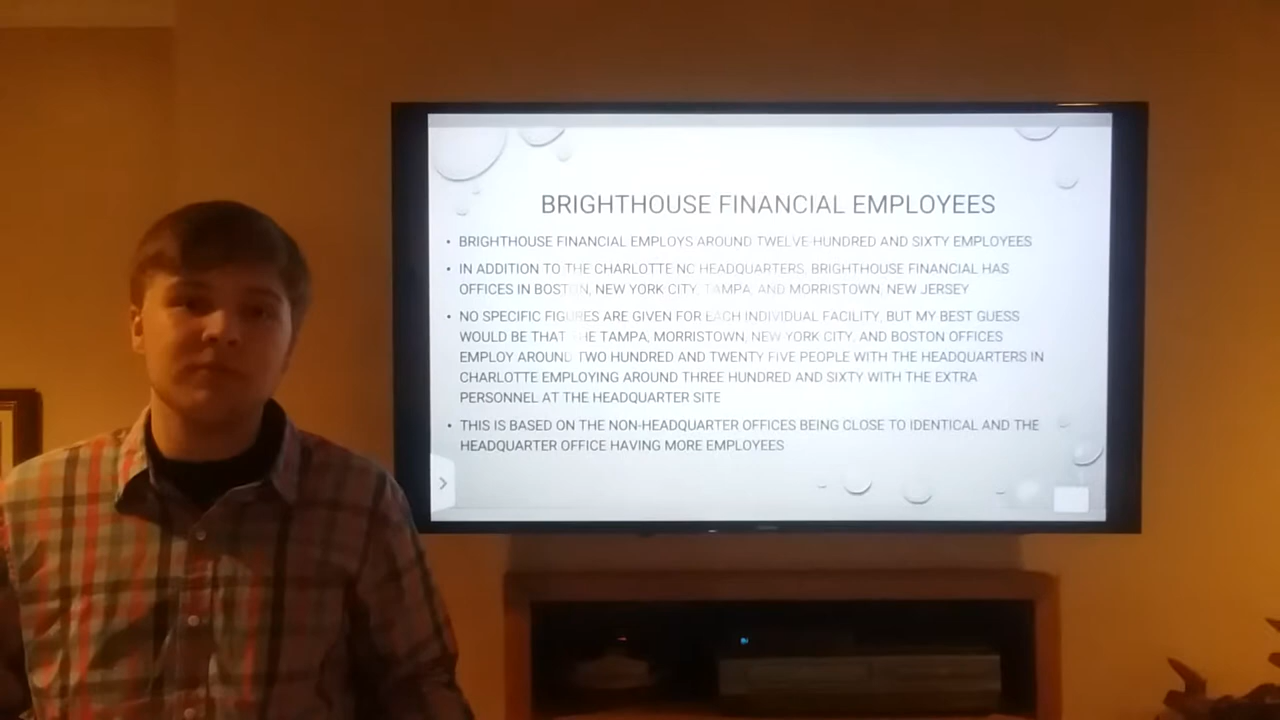 BRIGHTHOUSE FINANCIAL EMPLOYEES
• BRIGHTHOUSE FINANCIAL EMPLOYS AROUND TWELVE HUNDRED AND SIXTY EMPLOYEES
• IN ADDITION TO THE CHARLOTTE NC HEADQUARTERS, BRIGHTHOUSE FINANCIAL HAS
OFFICES IN BOSTON, NEW YORK CITY, TAMPA, AND MORRISTOWN, NEW JERSEY
• NO SPECIFIC FIGURES ARE GIVEN FOR EACH INDIVIDUAL FACILITY, BUT MY BEST GUESS
WOULD BE THAT THE TAMPA, MORRISTOWN, NEW YORK CITY, AND BOSTON OFFICES
EMPLOY AROUND TWO HUNDRED AND TWENTY FIVE PEOPLE WITH THE HEADQUARTERS IN
CHARLOTTE EMPLOYING AROUND THREE HUNDRED AND SIXTY WITH THE EXTRA
PERSONNEL AT THE HEADQUARTER SITE
• THIS IS BASED ON THE NON-HEADQUARTER OFFICES BEING CLOSE TO IDENTICAL AND THE
HEADQUARTER OFFICE HAVING MORE EMPLOYEES